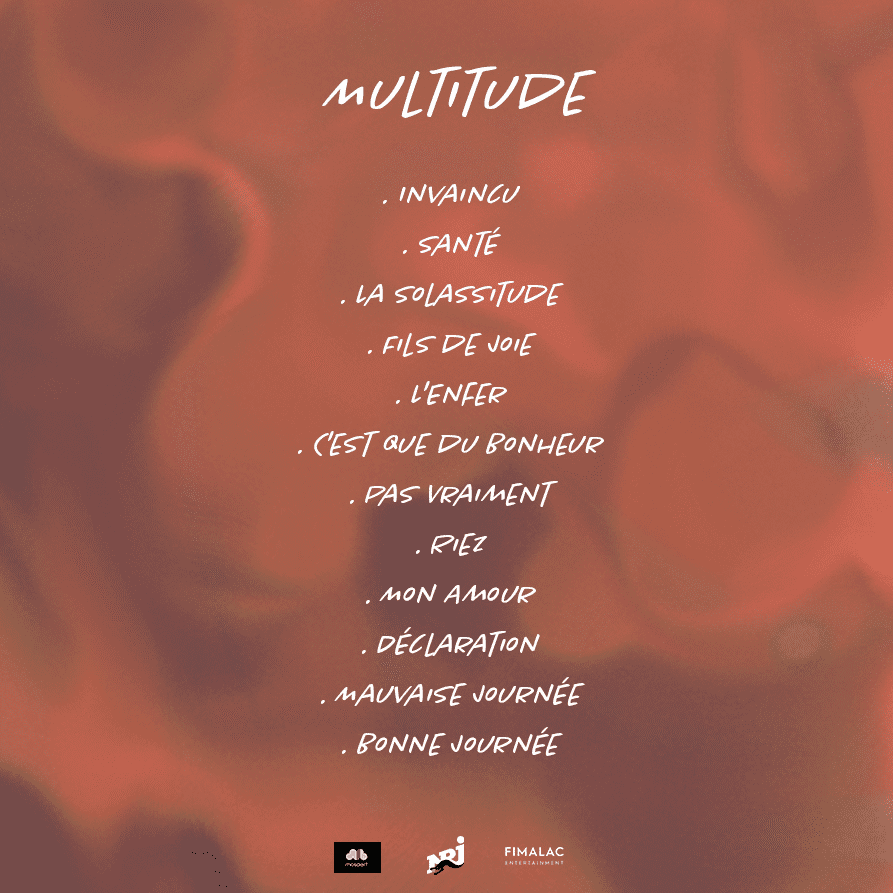 MULTITUDE
. INVAINCU
. SANTÉ
. LA SOLASSITUDE
. FILS DE JOIE
. L'ENFER
. C'EST QUE DU BONHEUR
. PAS VRAIMENT
. RIEZ
. MON AMOUR
. DÉCLARATION
. MAUVAISE JOURNÉE
. BONNE JOURNÉE
mosaert NRJ FIMALAC
ENTERTAINMENT